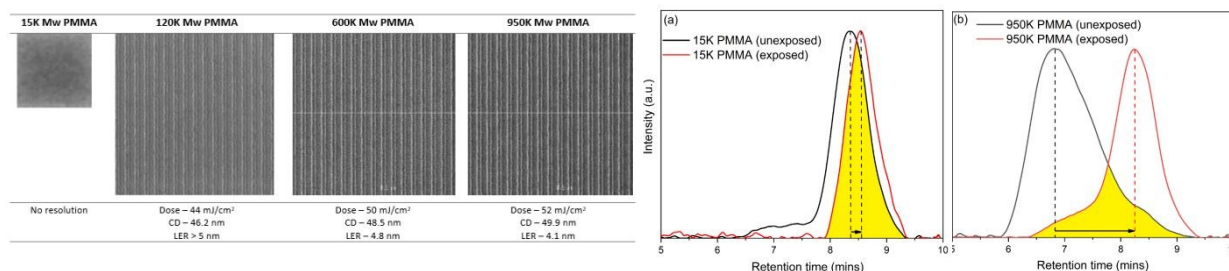 15K Mw PMMA 120K Mw PMMA 600K Mw PMMA 950K Mw PMMA
No resolution
Dose – 44 mJ/cm²
CD – 46.2 nm
LER > 5 nm
Dose – 50 mJ/cm²
CD – 48.5 nm
LER – 4.8 nm
Dose – 52 mJ/cm²
CD – 49.9 nm
LER – 4.1 nm
(a)
15K PMMA (unexposed)
15K PMMA (exposed)
Intensity (a.u.)
5 6 7 8 9 10
Retention time (mins)
(b)
950K PMMA (unexposed)
950K PMMA (exposed)
6 7 8 9 10
Retention time (mins)